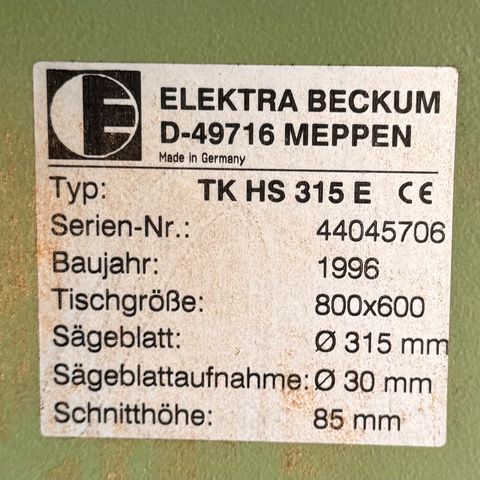 ELEKTRA BECKUM
D-49716 MEPPEN
Made in Germany
Typ: TK HS 315 E CE
Serien-Nr.: 44045706
Baujahr: 1996
Tischgröße: 800x600
Sägeblatt: Ø 315 mm
Sägeblattaufnahme: Ø 30 mm
Schnitthöhe: 85 mm